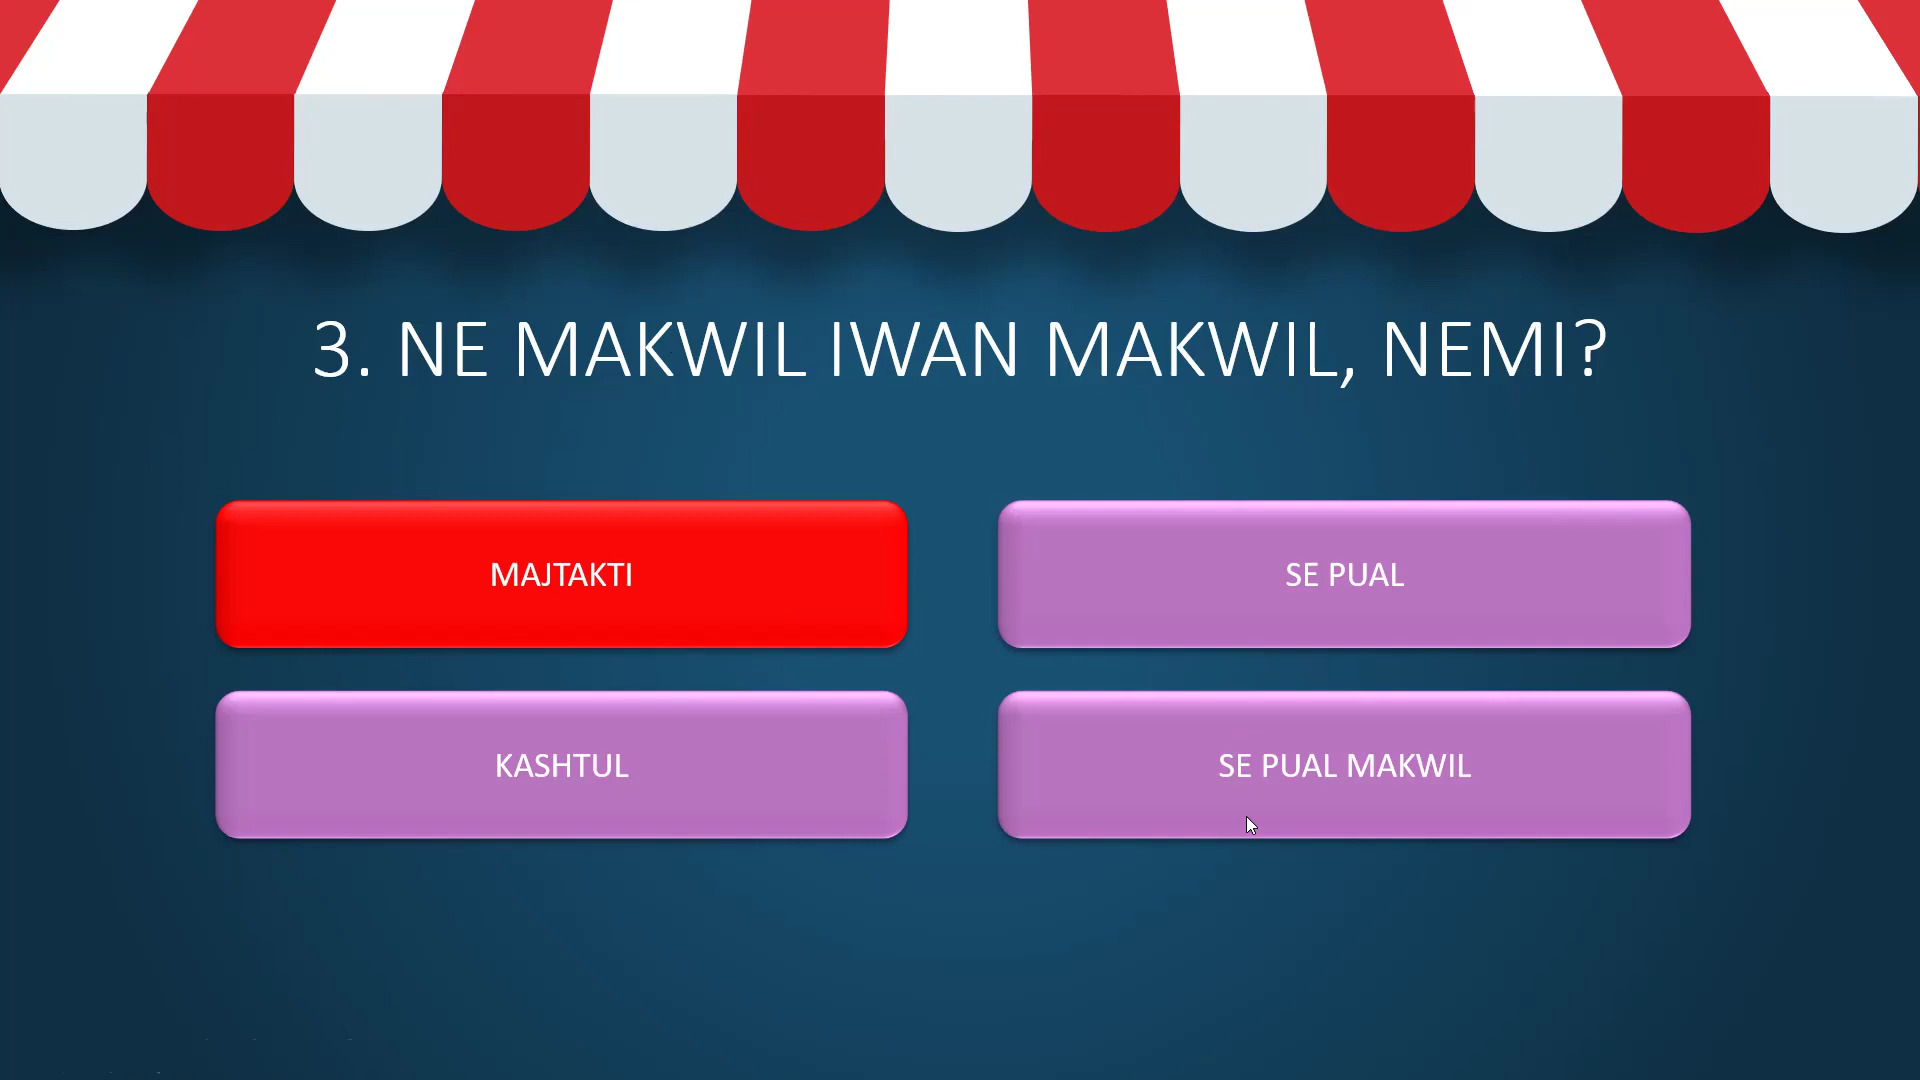 3. NE MAKWIL IWAN MAKWIL, NEMI?
MAJTAKTI
SE PUAL
KASHTUL
SE PUAL MAKWIL